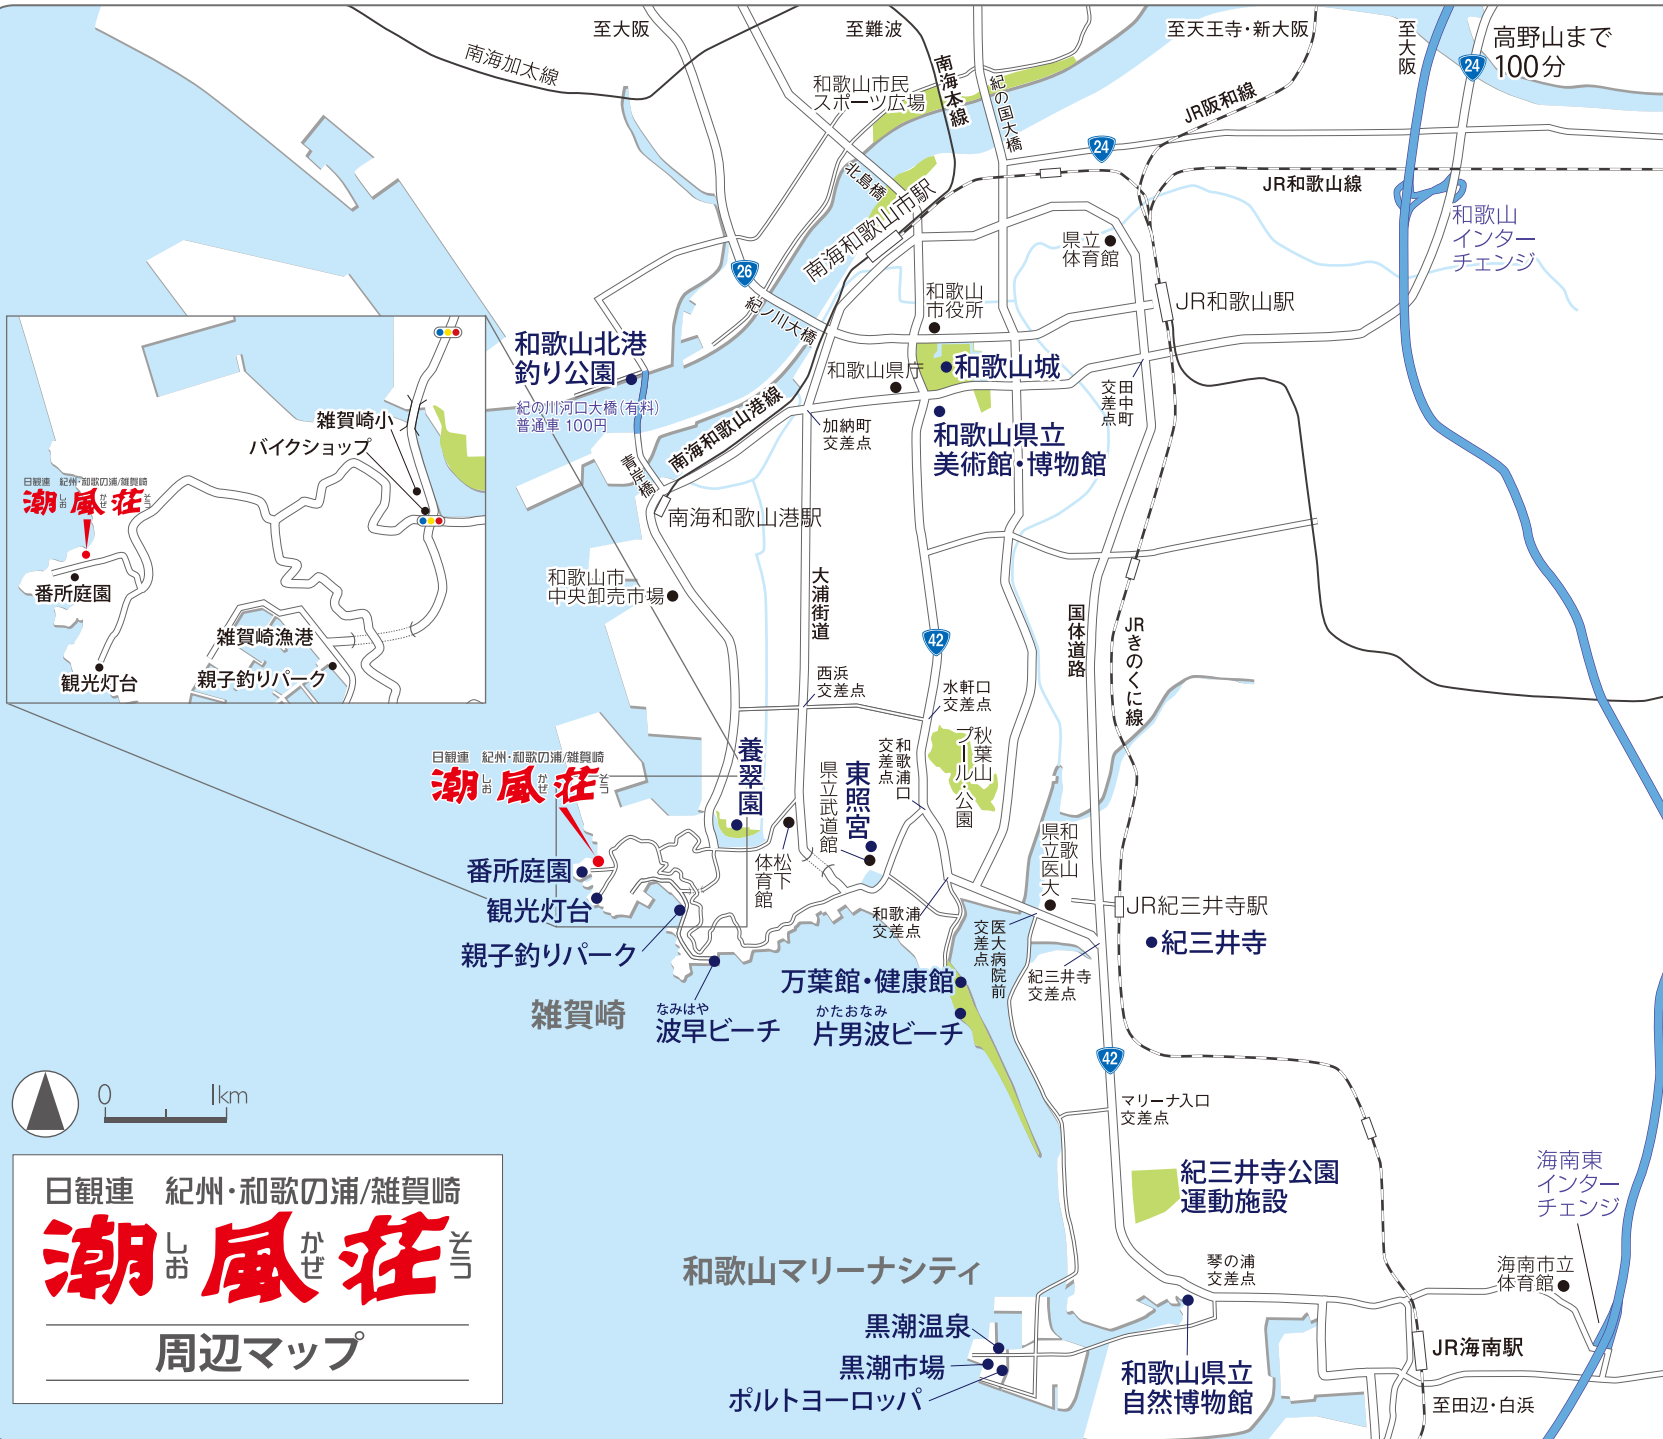 至大阪
至難波
至天王寺・新大阪
至大阪
高野山まで
100分
24
南海加太線
南海本線
紀の国大橋
和歌山市民
スポーツ広場
JR阪和線
24
北島橋
南海和歌山市駅
JR和歌山線
和歌山
インター
チェンジ
県立
体育館
26
紀ノ川大橋
和歌山
市役所
JR和歌山駅
和歌山北港
釣り公園
紀の川河口大橋(有料)
普通車 100円
和歌山県庁
和歌山城
南海和歌山港線
加納町
交差点
田中町
交差点
和歌山県立
美術館・博物館
青岸橋
南海和歌山港駅
雑賀崎小
バイクショップ
日観連 紀州・和歌の浦/雑賀崎
潮風荘
しお
かぜ
そう
番所庭園
雑賀崎漁港
親子釣りパーク
観光灯台
和歌山市
中央卸売市場
大浦街道
42
国体道路
JRきのくに線
西浜
交差点
水軒口
交差点
秋葉山
プール・公園
和歌浦口
交差点
日観連 紀州・和歌の浦/雑賀崎
潮風荘
しお
かぜ
そう
養翠園
県立武道館
東照宮
松下
体育館
和歌山
県立医大
番所庭園
観光灯台
親子釣りパーク
和歌浦
交差点
医大病院前
交差点
JR紀三井寺駅
紀三井寺
紀三井寺
交差点
万葉館・健康館
雑賀崎
なみはや
波早ビーチ
かたおなみ
片男波ビーチ
42
0
1km
マリーナ入口
交差点
紀三井寺公園
運動施設
海南東
インター
チェンジ
日観連 紀州・和歌の浦/雑賀崎
潮風荘
しお
かぜ
そう
周辺マップ
和歌山マリーナシティ
琴の浦
交差点
海南市立
体育館
黒潮温泉
黒潮市場
ポルトヨーロッパ
和歌山県立
自然博物館
JR海南駅
至田辺・白浜